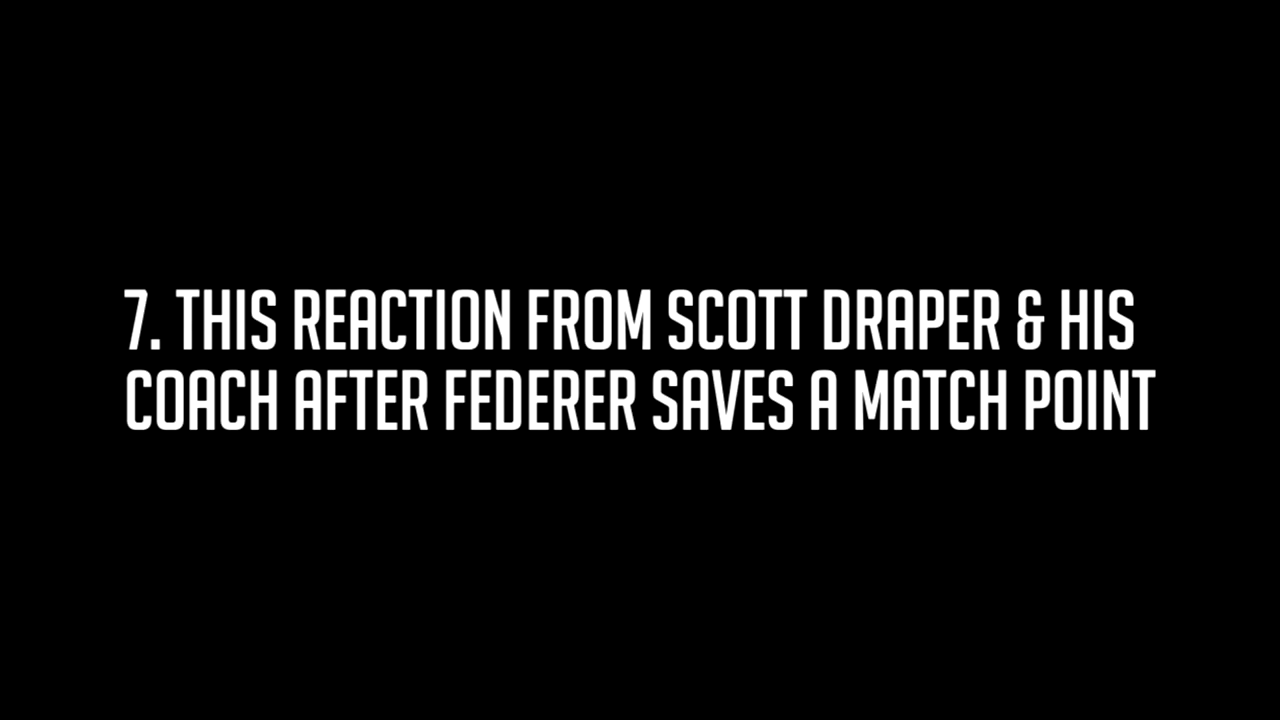 7. THIS REACTION FROM SCOTT DRAPER & HIS
COACH AFTER FEDERER SAVES A MATCH POINT